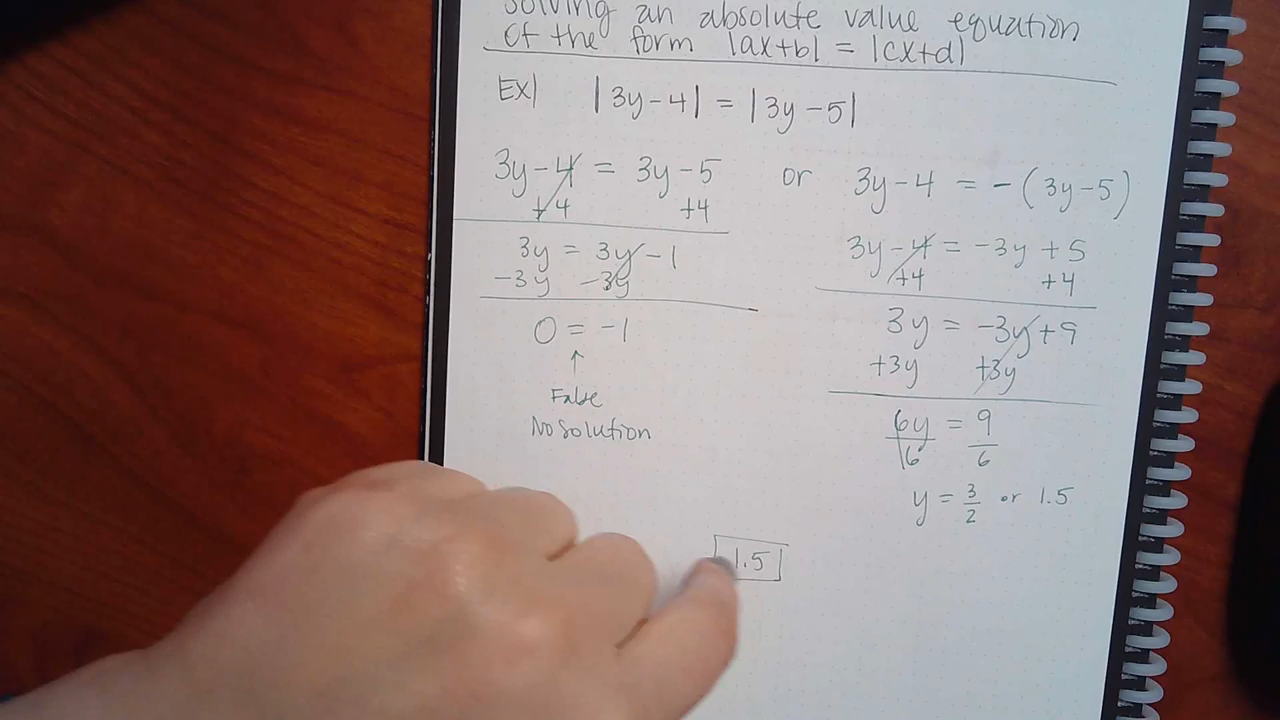 Solving an absolute value equation
of the form |ax+b| = |cx+d|
Ex) |3y-4| = |3y-5|
3y-4 = 3y-5 or 3y-4 = -(3y-5)
+4 +4
3y = 3y-1
-3y -3y
0 = -1
↑
False
No solution
3y-4 = -3y+5
+4 +4
3y = -3y+9
+3y +3y
6y = 9
6 6
y = 3/2 or 1.5
1.5